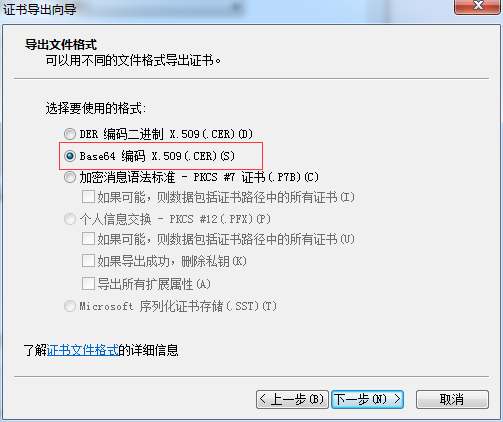 证书导出向导
导出文件格式
可以用不同的文件格式导出证书。
选择要使用的格式:
DER 编码二进制 X.509(.CER)(D)
Base64 编码 X.509(.CER)(S)
加密消息语法标准 - PKCS #7 证书(.P7B)(C)
如果可能，则数据包括证书路径中的所有证书(I)
个人信息交换 - PKCS #12(.PFX)(P)
如果可能，则数据包括证书路径中的所有证书(U)
如果导出成功，删除私钥(K)
导出所有扩展属性(A)
Microsoft 序列化证书存储(.SST)(T)
了解证书文件格式的详细信息
< 上一步(B) 下一步(N) > 取消